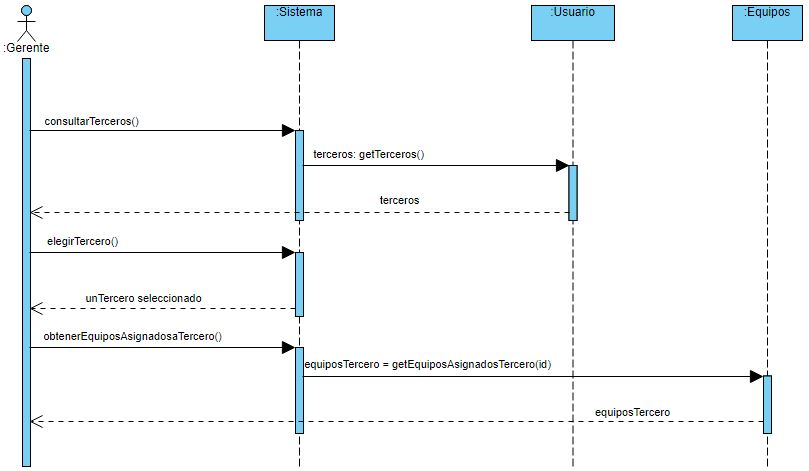 :Sistema
:Usuario
:Equipos
:Gerente
consultarTerceros()
terceros: getTerceros()
terceros
elegirTercero()
unTercero seleccionado
obtenerEquiposAsignadosaTercero()
equiposTercero = getEquiposAsignadosTercero(id)
equiposTercero